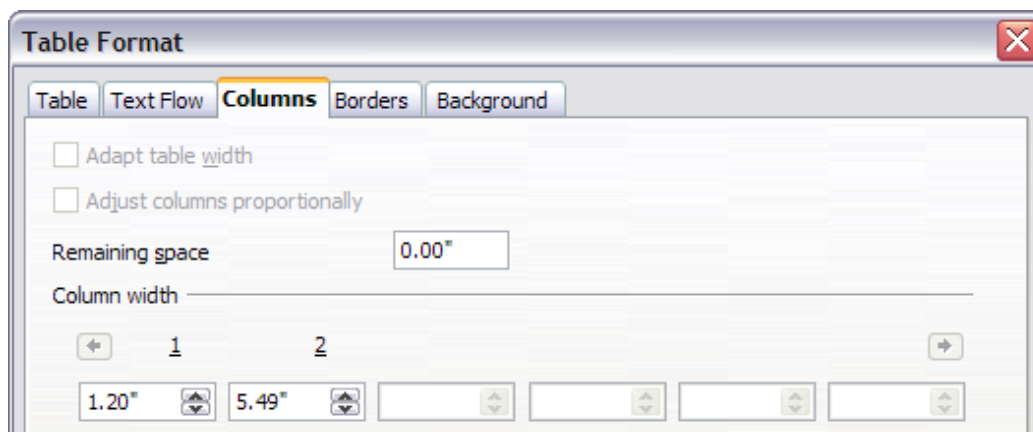 Table Format
Table Text Flow Columns Borders Background
Adapt table width
Adjust columns proportionally
Remaining space 0.00"
Column width
1 2
1.20" 5.49"